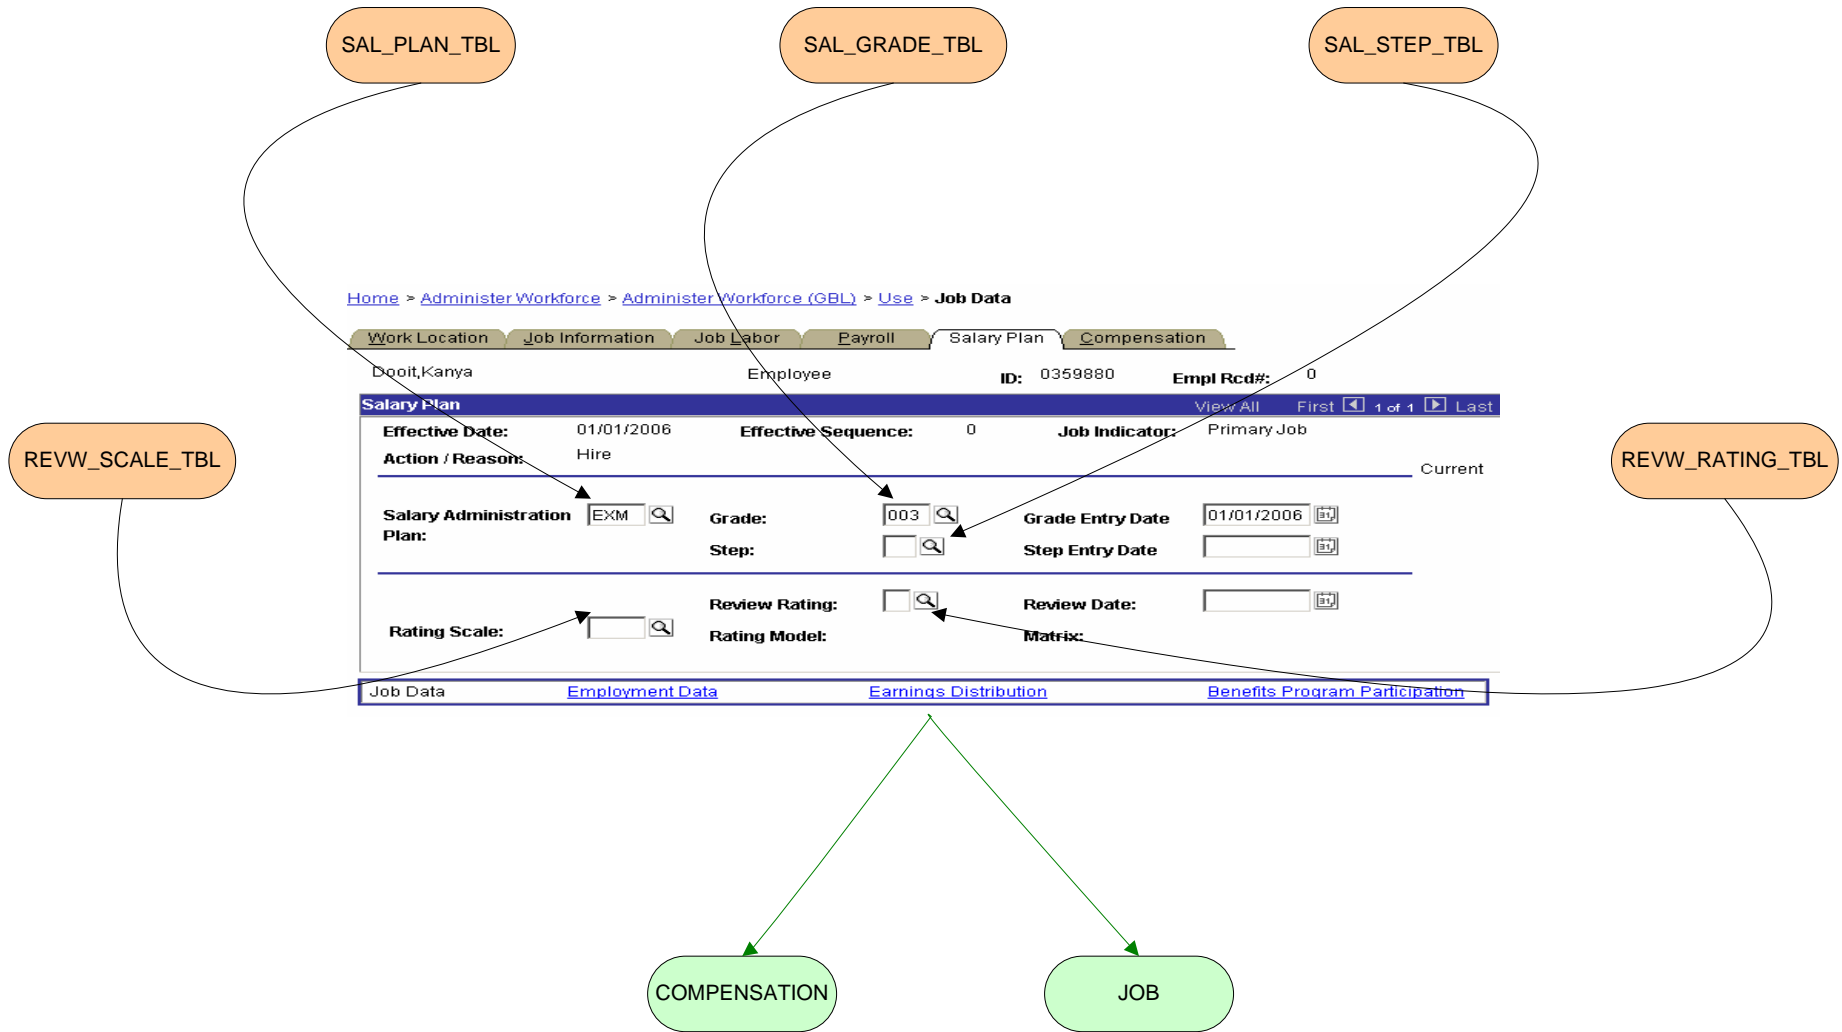 SAL_PLAN_TBL SAL_GRADE_TBL SAL_STEP_TBL
Home > Administer Workforce > Administer Workforce (GBL) > Use > Job Data
Work Location Job Information Job Labor Payroll Salary Plan Compensation
Dooit,Kanya Employee ID: 0359880 Empl Rcd#: 0
Salary Plan View All First 1 of 1 Last
Effective Date: 01/01/2006 Effective Sequence: 0 Job Indicator: Primary Job
Action / Reason: Hire
Current
REVW_SCALE_TBL REVW_RATING_TBL
Salary Administration Plan: EXM Grade: 003 Grade Entry Date 01/01/2006
Step: Step Entry Date
Review Rating: Review Date:
Rating Scale: Rating Model: Matrix:
Job Data Employment Data Earnings Distribution Benefits Program Participation
COMPENSATION JOB